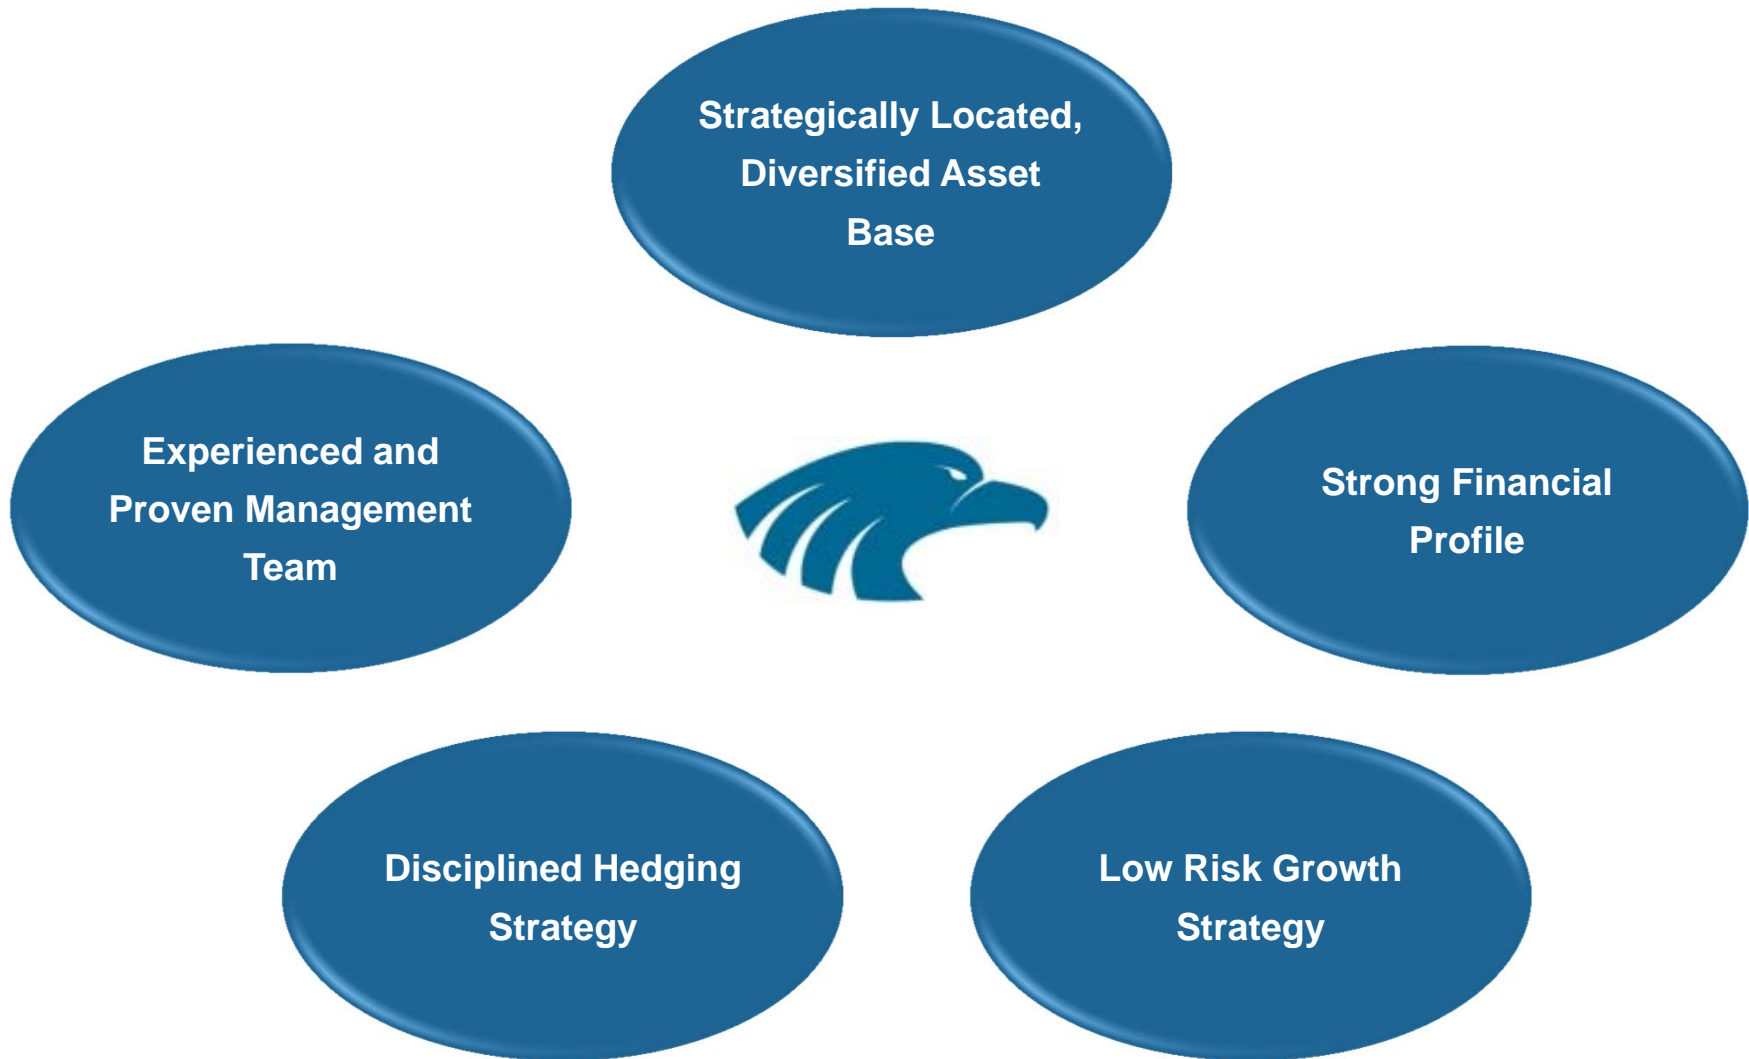 Strategically Located,
Diversified Asset
Base
Experienced and
Proven Management
Team
Strong Financial
Profile
Disciplined Hedging
Strategy
Low Risk Growth
Strategy